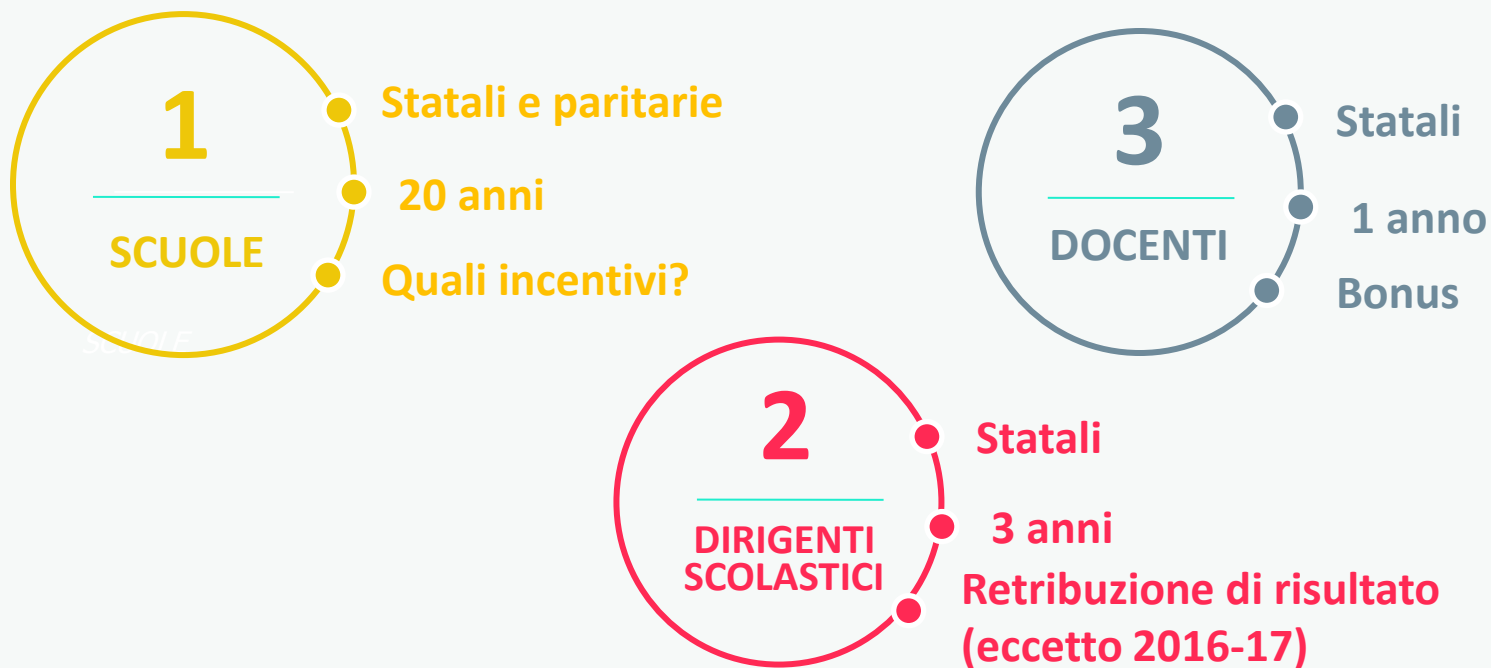 1
SCUOLE
Statali e paritarie
20 anni
Quali incentivi?
SCUOLE
3
DOCENTI
Statali
1 anno
Bonus
2
DIRIGENTI
SCOLASTICI
Statali
3 anni
Retribuzione di risultato
(eccetto 2016-17)